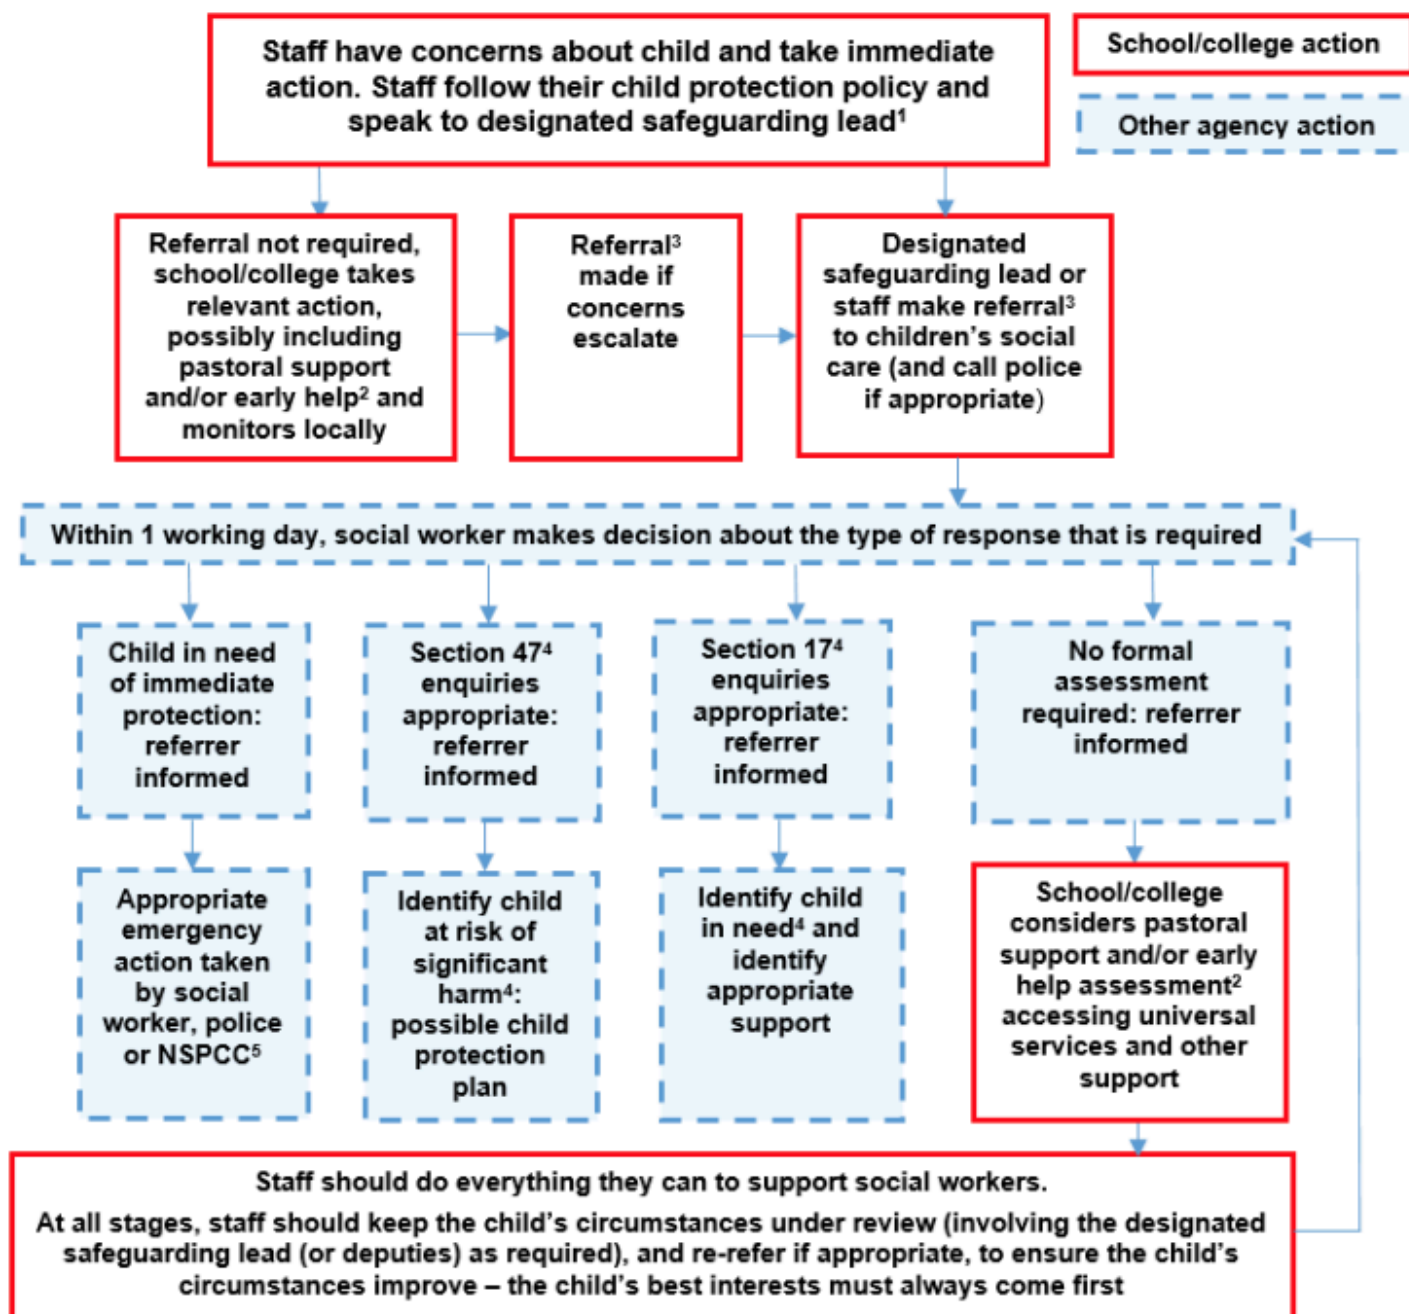 Staff have concerns about child and take immediate
action. Staff follow their child protection policy and
speak to designated safeguarding lead¹
School/college action
Other agency action
Referral not required,
school/college takes
relevant action,
possibly including
pastoral support
and/or early help² and
monitors locally
Referral³
made if
concerns
escalate
Designated
safeguarding lead or
staff make referral³
to children’s social
care (and call police
if appropriate)
Within 1 working day, social worker makes decision about the type of response that is required
Child in need
of immediate
protection:
referrer
informed
Section 47⁴
enquiries
appropriate:
referrer
informed
Section 17⁴
enquiries
appropriate:
referrer
informed
No formal
assessment
required: referrer
informed
Appropriate
emergency
action taken
by social
worker, police
or NSPCC⁵
Identify child
at risk of
significant
harm⁴:
possible child
protection
plan
Identify child
in need⁴ and
identify
appropriate
support
School/college
considers pastoral
support and/or early
help assessment²
accessing universal
services and other
support
Staff should do everything they can to support social workers.
At all stages, staff should keep the child’s circumstances under review (involving the designated
safeguarding lead (or deputies) as required), and re-refer if appropriate, to ensure the child’s
circumstances improve – the child’s best interests must always come first